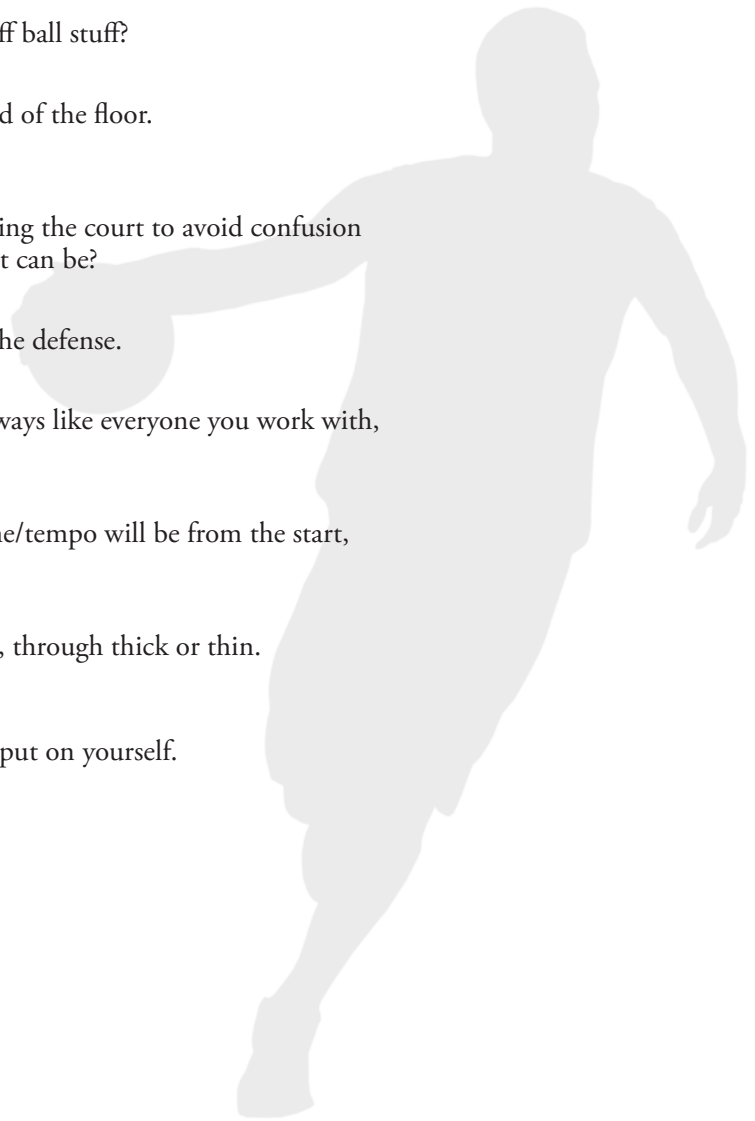 ff ball stuff?
d of the floor.
ing the court to avoid confusion
t can be?
he defense.
ways like everyone you work with,
ne/tempo will be from the start,
, through thick or thin.
put on yourself.